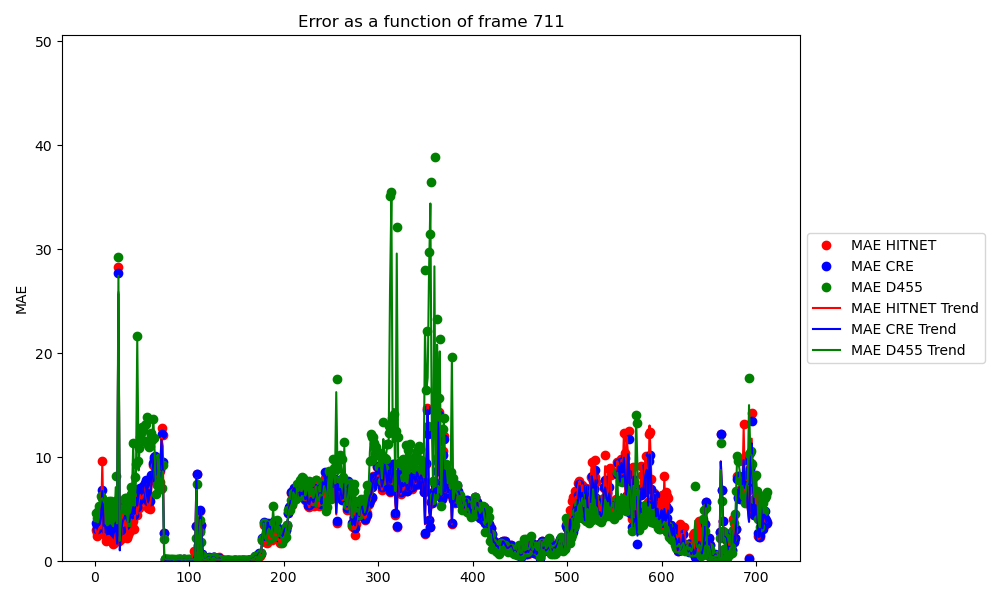 Error as a function of frame 711
50
40
30
20
10
0
MAE
0 100 200 300 400 500 600 700
MAE HITNET
MAE CRE
MAE D455
MAE HITNET Trend
MAE CRE Trend
MAE D455 Trend